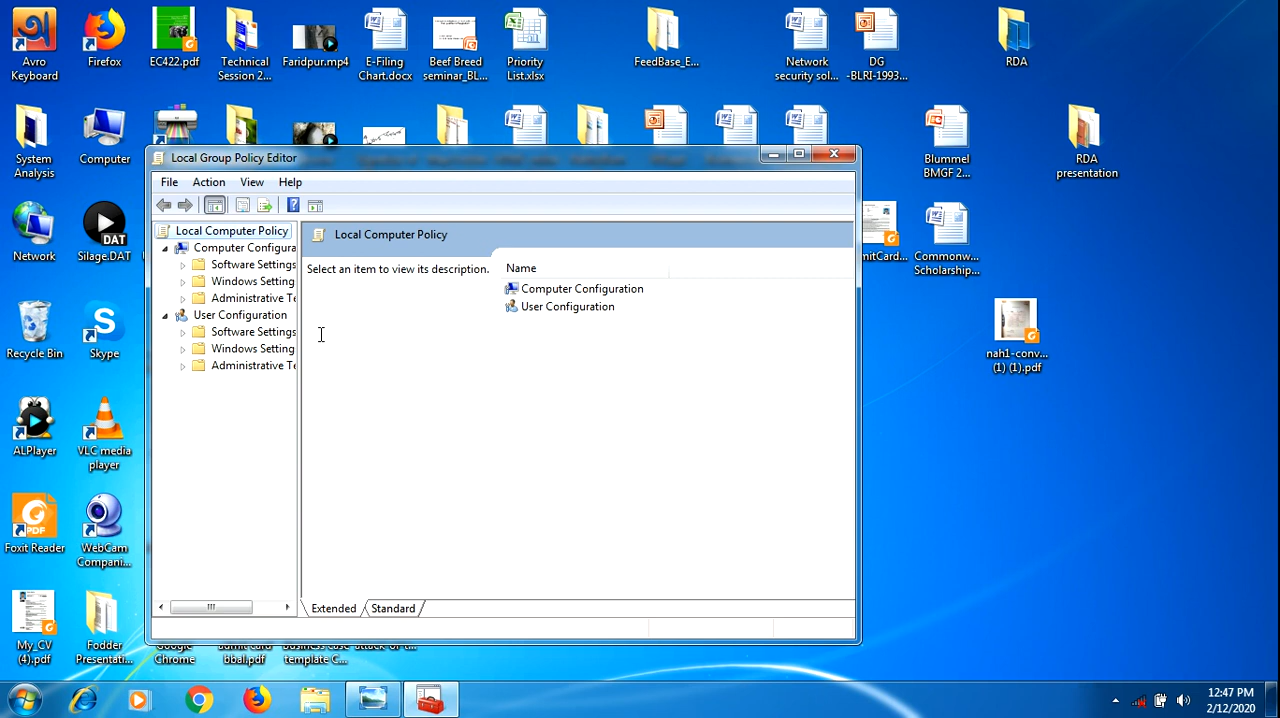 Avro
Keyboard
Firefox
EC422.pdf
Technical
Session 2...
Faridpur.mp4
E-Filing
Chart.docx
Beef Breed
seminar_BL...
Priority
List.xlsx
FeedBase_E...
Network
security sol...
DG
-BLRI-1993...
RDA
System
Analysis
Computer
Blummel
BMGF 2...
RDA
presentation
Network
DAT
Silage.DAT
mitCard...
Commonw...
Scholarship...
Recycle Bin
Skype
nah1-conv...
(1) (1).pdf
ALPlayer
VLC media
player
PDF
Foxit Reader
WebCam
Compani...
My_CV
(4).pdf
Fodder
Presentati...
Google
Chrome
admit card
bbal.pdf
business case
template C...
Local Group Policy Editor
File Action View Help
Local Computer Policy
Computer Configura
Software Settings
Windows Setting
Administrative Te
User Configuration
Software Settings
Windows Setting
Administrative Te
Local Computer Policy
Select an item to view its description.
Name
Computer Configuration
User Configuration
Extended Standard
12:47 PM
2/12/2020